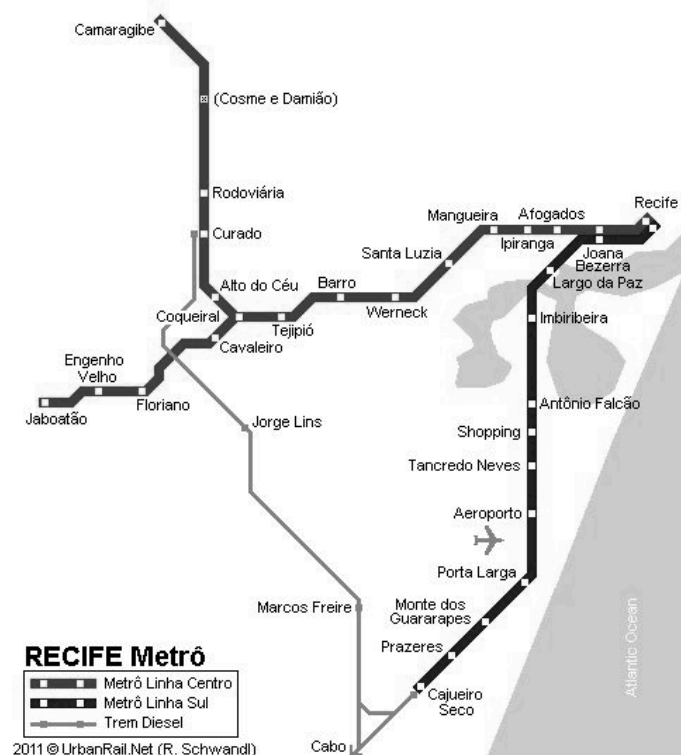 Camaragibe
(Cosme e Damião)
Rodoviária
Recife
Mangueira
Afogados
Curado
Ipiranga
Joana
Bezerra
Santa Luzia
Largo da Paz
Alto do Céu
Barro
Coqueiral
Tejipió
Werneck
Imbiribeira
Cavaleiro
Engenho
Velho
Jaboatão
Floriano
Antônio Falcão
Jorge Lins
Shopping
Tancredo Neves
Aeroporto
Porta Larga
Marcos Freire
Monte dos
Guararapes
Prazeres
Atlantic Ocean
Cajueiro
Seco
RECIFE Metrô
Metrô Linha Centro
Metrô Linha Sul
Trem Diesel
2011 © UrbanRail.Net (R. Schwandl)
Cabo